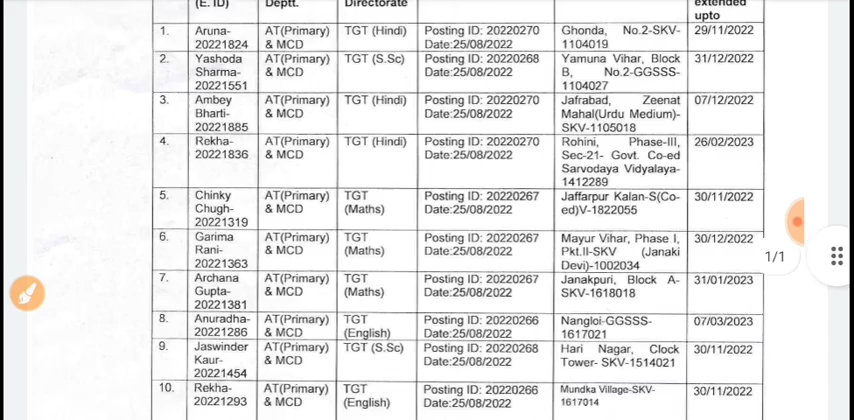 (E. ID) Deptt. Directorate extended
upto
1. Aruna- AT(Primary) TGT (Hindi) Posting ID: 20220270 Ghonda, No.2-SKV- 29/11/2022
20221824 & MCD Date:25/08/2022 1104019
2. Yashoda AT(Primary) TGT (S.Sc) Posting ID: 20220268 Yamuna Vihar, Block 31/12/2022
Sharma- & MCD Date:25/08/2022 B, No.2-GGSSS-
20221551 1104027
3. Ambey AT(Primary) TGT (Hindi) Posting ID: 20220270 Jafrabad, Zeenat 07/12/2022
Bharti- & MCD Date:25/08/2022 Mahal(Urdu Medium)-
20221885 SKV-1105018
4. Rekha- AT(Primary) TGT (Hindi) Posting ID: 20220270 Rohini, Phase-III, 26/02/2023
20221836 & MCD Date:25/08/2022 Sec-21- Govt. Co-ed
Sarvodaya Vidyalaya-
1412289
5. Chinky AT(Primary) TGT Posting ID: 20220267 Jaffarpur Kalan-S(Co- 30/11/2022
Chugh- & MCD (Maths) Date:25/08/2022 ed)V-1822055
20221319
6. Garima AT(Primary) TGT Posting ID: 20220267 Mayur Vihar, Phase I, 30/12/2022
Rani- & MCD (Maths) Date:25/08/2022 Pkt.II-SKV (Janaki
20221363 Devi)-1002034
1/1
7. Archana AT(Primary) TGT Posting ID: 20220267 Janakpuri, Block A- 31/01/2023
Gupta- & MCD (Maths) Date:25/08/2022 SKV-1618018
20221381
8. Anuradha- AT(Primary) TGT Posting ID: 20220266 Nangloi-GGSSS- 07/03/2023
20221286 & MCD (English) Date:25/08/2022 1617021
9. Jaswinder AT(Primary) TGT (S.Sc) Posting ID: 20220268 Hari Nagar, Clock 30/11/2022
Kaur- & MCD Date:25/08/2022 Tower- SKV-1514021
20221454
10. Rekha- AT(Primary) TGT Posting ID: 20220266 Mundka Village-SKV- 30/11/2022
20221293 & MCD (English) Date:25/08/2022 1617014